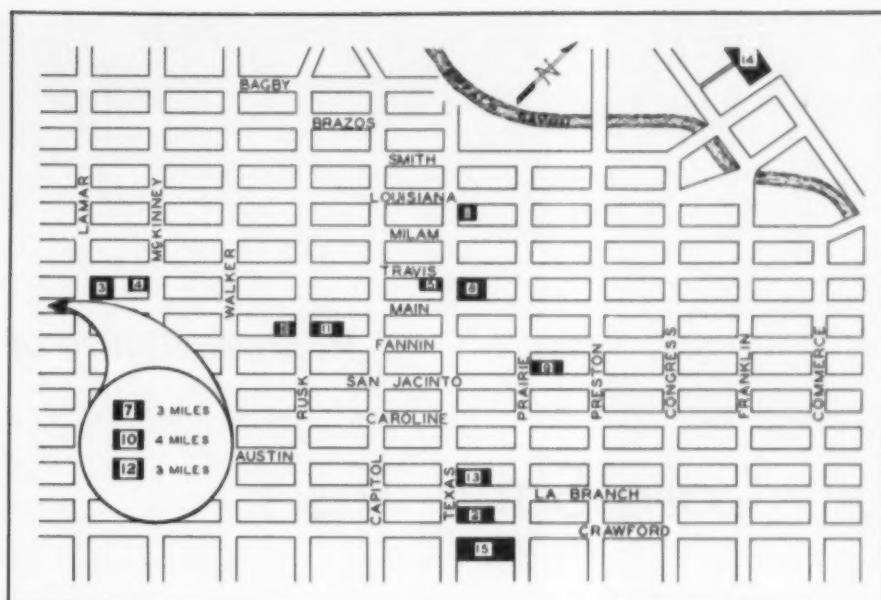 14
N
BAGBY
BAYOU
BRAZOS
SMITH
LAMAR
MCKINNEY
LOUISIANA
8
MILAM
WALKER
TRAVIS
3
4
5
6
MAIN
11
FANNIN
RUSK
PRAIRIE
9
PRESTON
CONGRESS
FRANKLIN
COMMERCE
SAN JACINTO
7 3 MILES
CAROLINE
10 4 MILES
AUSTIN
12 3 MILES
CAPITOL
TEXAS
13
LA BRANCH
2
CRAWFORD
15